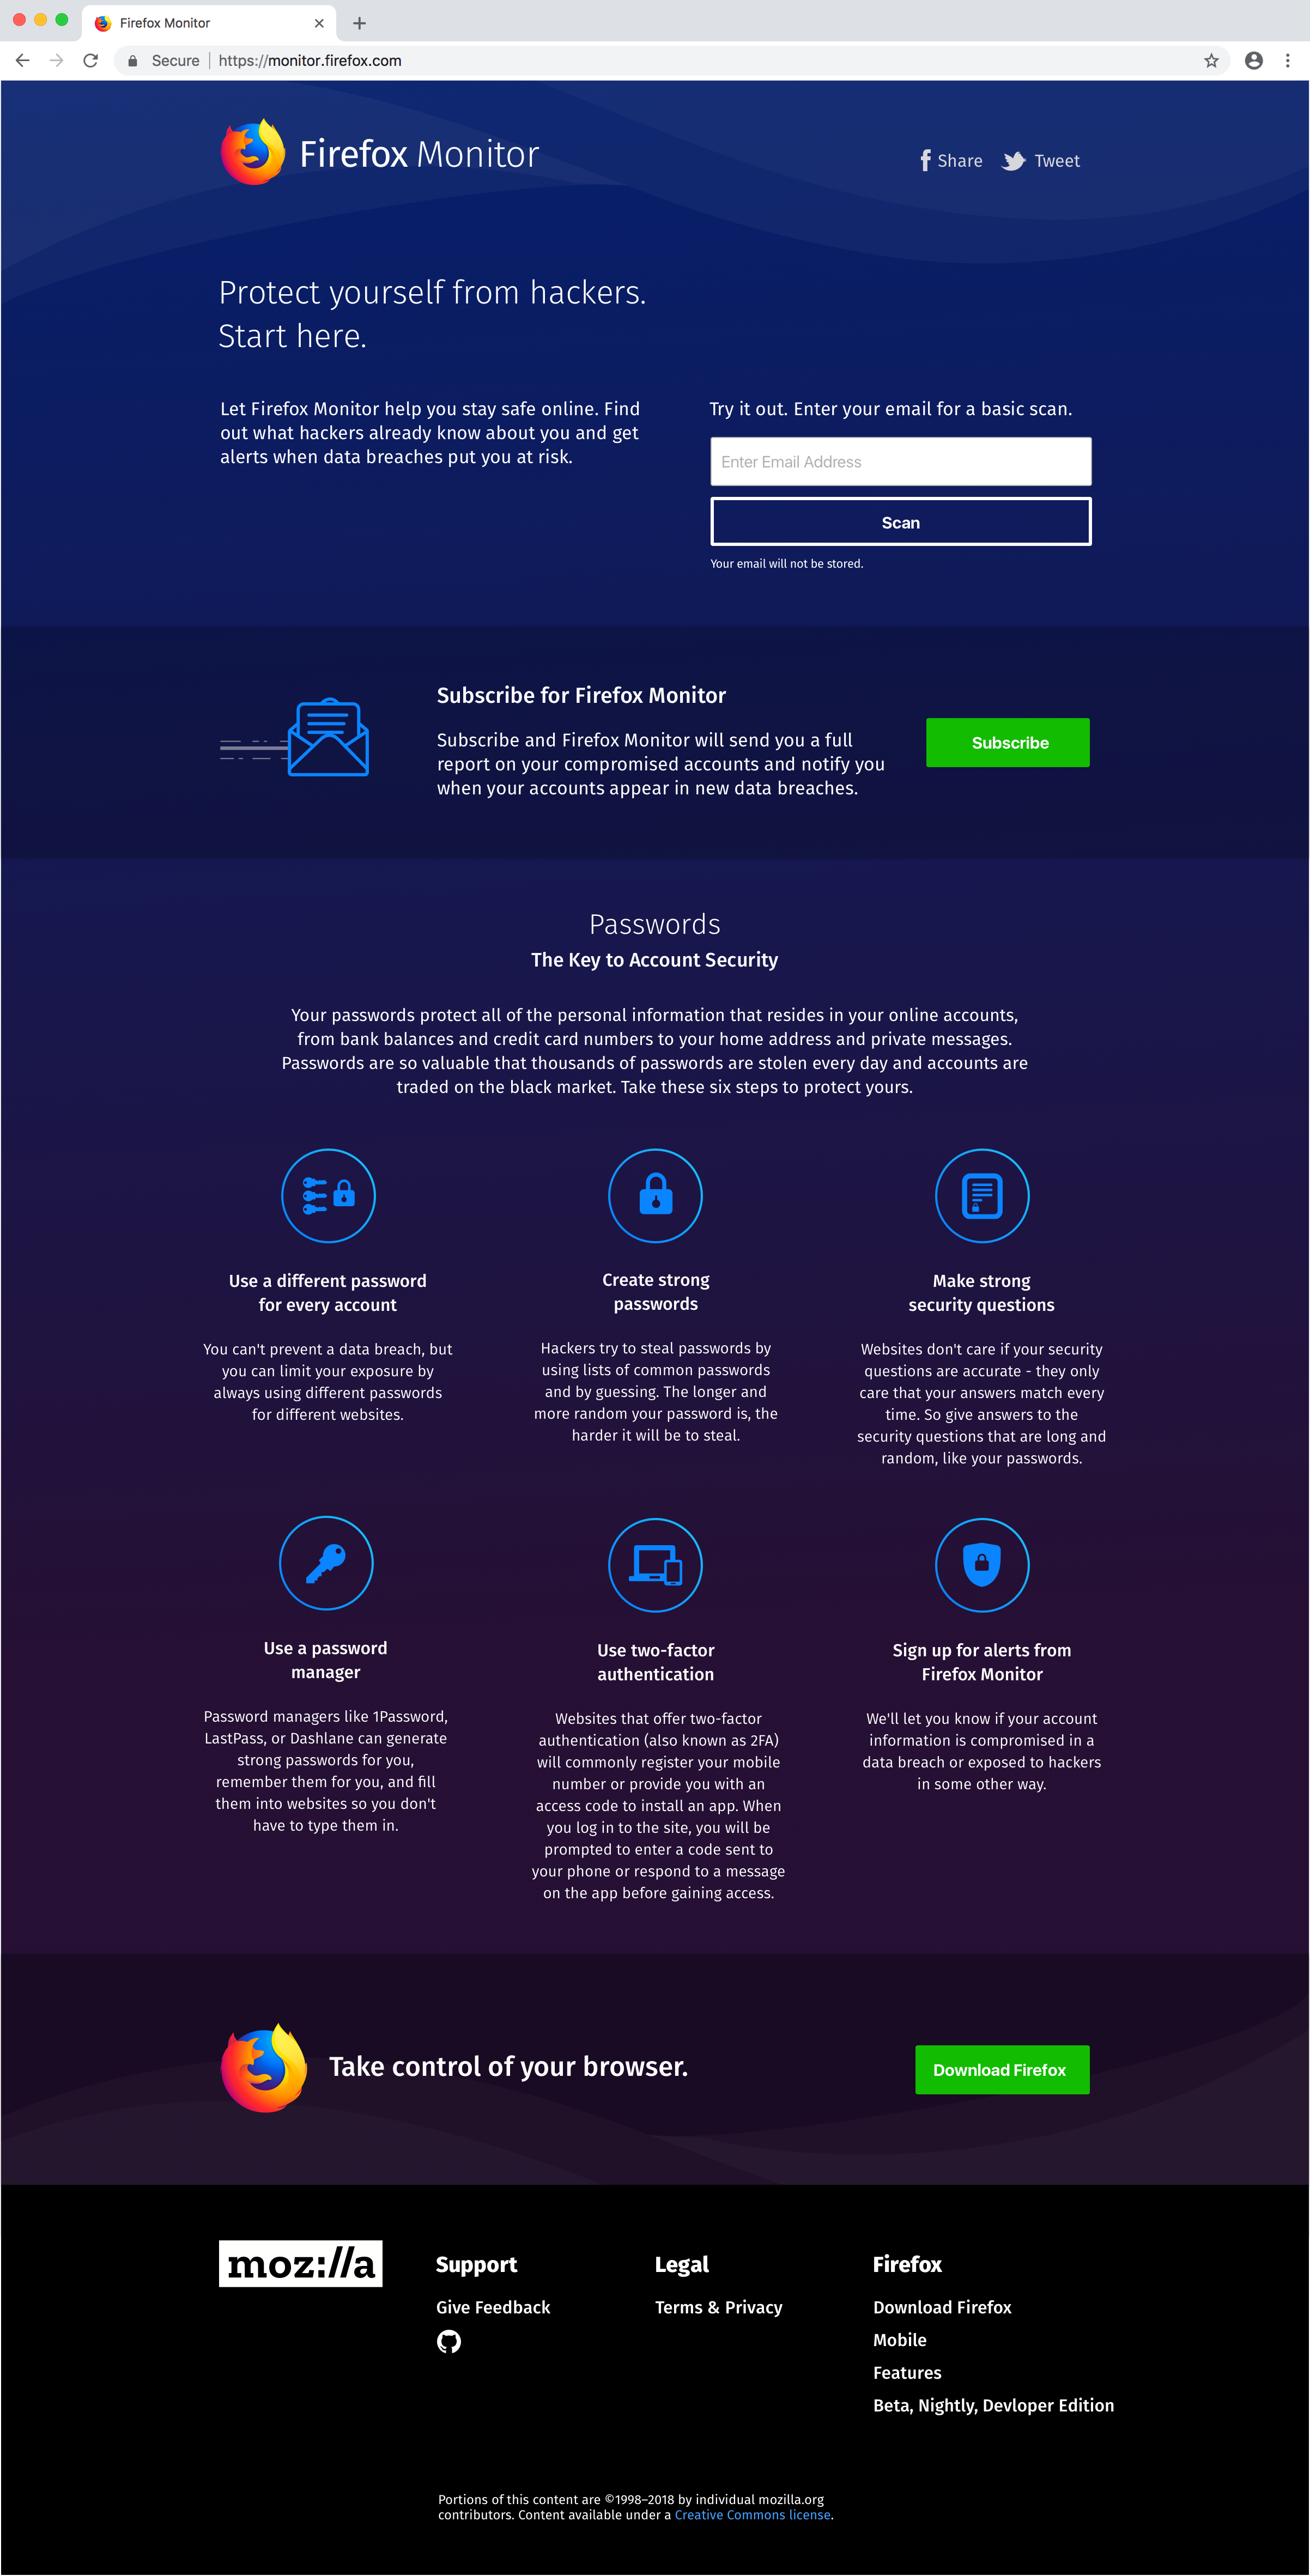 Firefox Monitor
Secure
https://monitor.firefox.com
Firefox Monitor
Share
Tweet
Protect yourself from hackers.
Start here.
Let Firefox Monitor help you stay safe online. Find
out what hackers already know about you and get
alerts when data breaches put you at risk.
Try it out. Enter your email for a basic scan.
Enter Email Address
Scan
Your email will not be stored.
Subscribe for Firefox Monitor
Subscribe and Firefox Monitor will send you a full
report on your compromised accounts and notify you
when your accounts appear in new data breaches.
Subscribe
Passwords
The Key to Account Security
Your passwords protect all of the personal information that resides in your online accounts,
from bank balances and credit card numbers to your home address and private messages.
Passwords are so valuable that thousands of passwords are stolen every day and accounts are
traded on the black market. Take these six steps to protect yours.
Use a different password
for every account
You can't prevent a data breach, but
you can limit your exposure by
always using different passwords
for different websites.
Create strong
passwords
Hackers try to steal passwords by
using lists of common passwords
and by guessing. The longer and
more random your password is, the
harder it will be to steal.
Make strong
security questions
Websites don't care if your security
questions are accurate - they only
care that your answers match every
time. So give answers to the
security questions that are long and
random, like your passwords.
Use a password
manager
Password managers like 1Password,
LastPass, or Dashlane can generate
strong passwords for you,
remember them for you, and fill
them into websites so you don't
have to type them in.
Use two-factor
authentication
Websites that offer two-factor
authentication (also known as 2FA)
will commonly register your mobile
number or provide you with an
access code to install an app. When
you log in to the site, you will be
prompted to enter a code sent to
your phone or respond to a message
on the app before gaining access.
Sign up for alerts from
Firefox Monitor
We'll let you know if your account
information is compromised in a
data breach or exposed to hackers
in some other way.
Take control of your browser.
Download Firefox
moz://a
Support
Give Feedback
Legal
Terms & Privacy
Firefox
Download Firefox
Mobile
Features
Beta, Nightly, Devloper Edition
Portions of this content are ©1998–2018 by individual mozilla.org
contributors. Content available under a Creative Commons license.